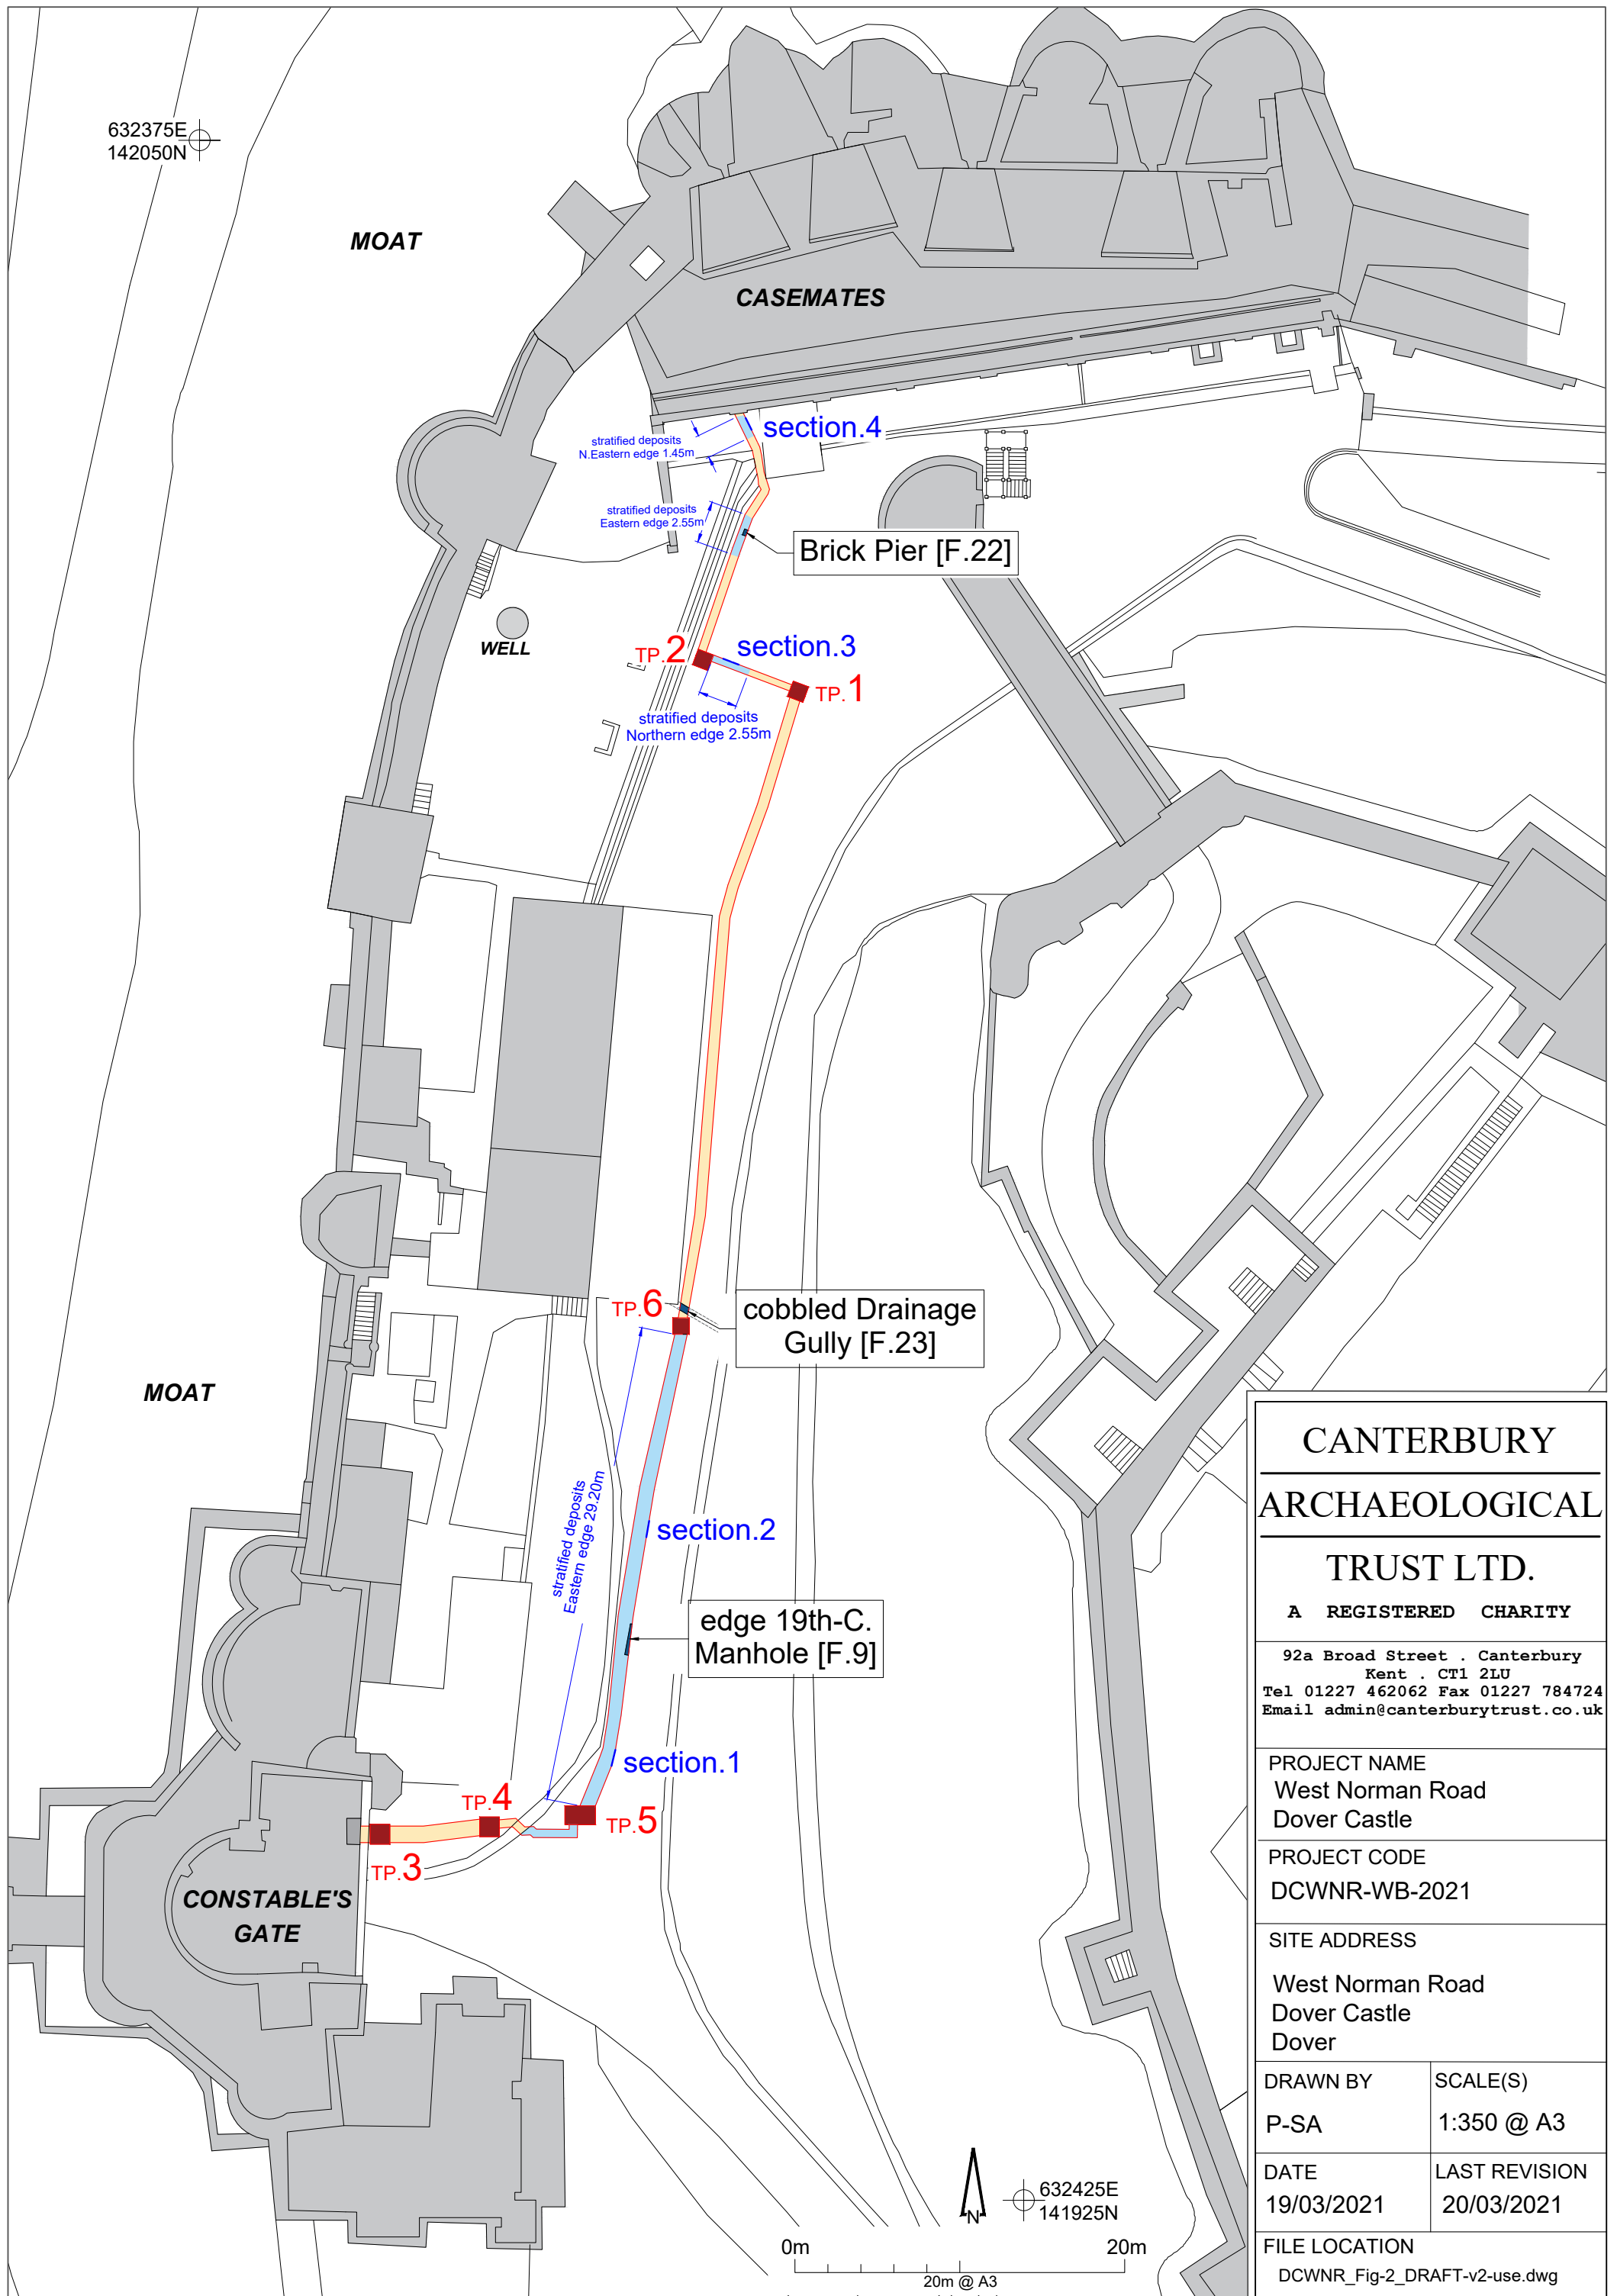 632375E
142050N
MOAT
CASEMATES
section.4
stratified deposits
N.Eastern edge 1.45m
stratified deposits
Eastern edge 2.55m
Brick Pier [F.22]
WELL
TP.2
section.3
TP.1
stratified deposits
Northern edge 2.55m
TP.6
cobbled Drainage
Gully [F.23]
MOAT
stratified deposits
Eastern edge 29.20m
section.2
edge 19th-C.
Manhole [F.9]
section.1
TP.4
TP.5
TP.3
CONSTABLE'S
GATE
N
632425E
141925N
0m
20m
20m @ A3
CANTERBURY
ARCHAEOLOGICAL
TRUST LTD.
A REGISTERED CHARITY
92a Broad Street . Canterbury
Kent . CT1 2LU
Tel 01227 462062 Fax 01227 784724
Email admin@canterburytrust.co.uk
PROJECT NAME
West Norman Road
Dover Castle
PROJECT CODE
DCWNR-WB-2021
SITE ADDRESS
West Norman Road
Dover Castle
Dover
DRAWN BY
P-SA
SCALE(S)
1:350 @ A3
DATE
19/03/2021
LAST REVISION
20/03/2021
FILE LOCATION
DCWNR_Fig-2_DRAFT-v2-use.dwg